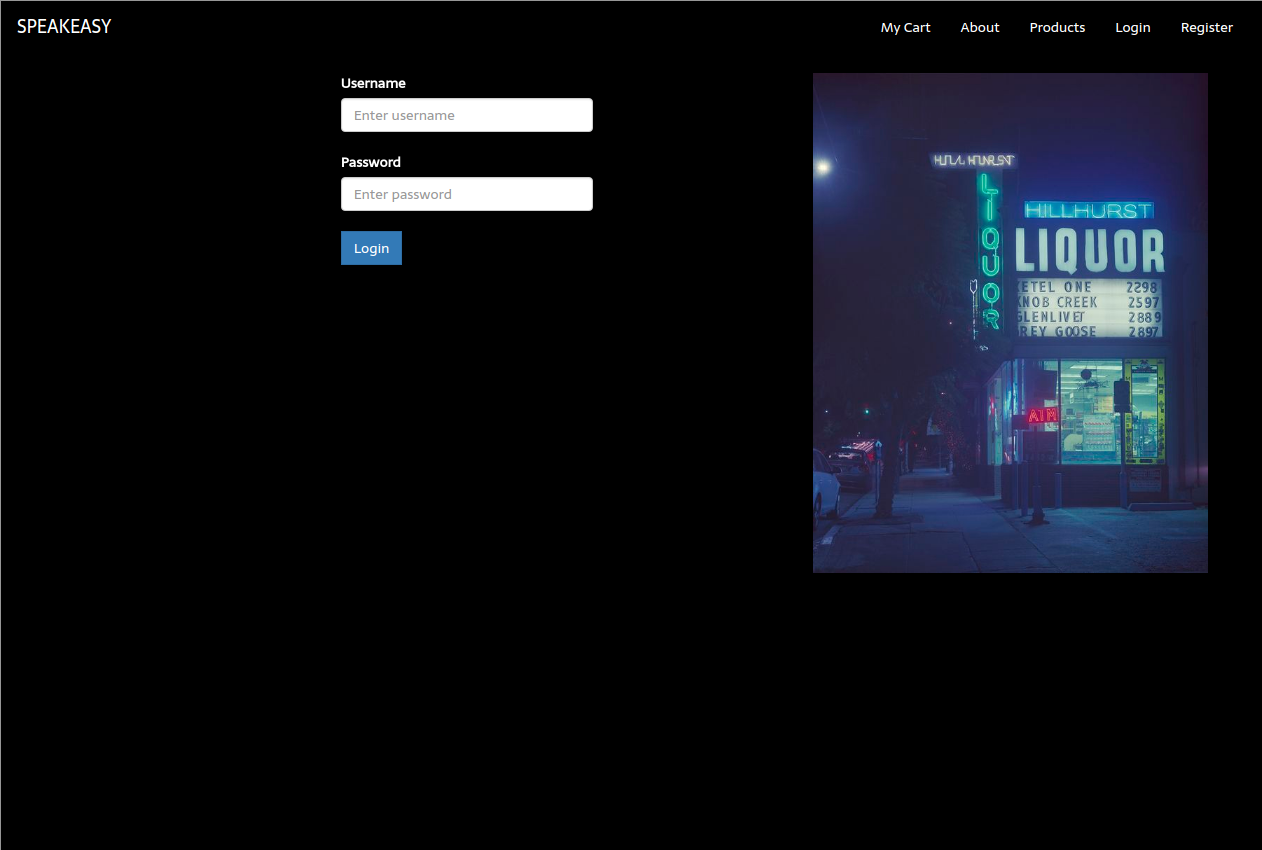 SPEAKEASY
My Cart About Products Login Register
Username
Enter username
Password
Enter password
Login
HILLHURST
LIQUOR
HILLHURST
LIQUOR
KETEL ONE 2298
KNOB CREEK 2597
GLENLIVET 2889
GREY GOOSE 2897
ATM